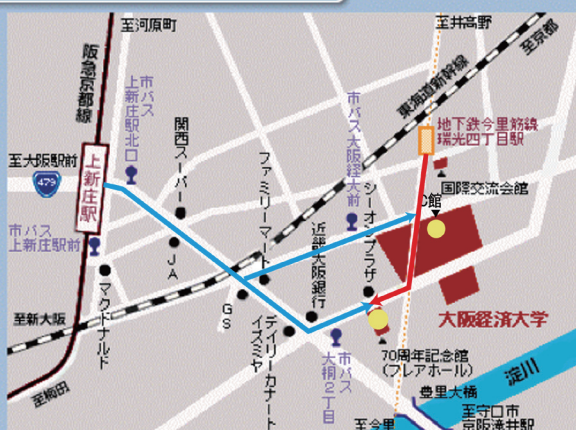 至河原町
至井高野
至京都
阪急京都線
市バス
上新庄駅北口
東海道新幹線
市バス大阪経大前
地下鉄今里筋線
瑞光四丁目駅
関西スーパー
至大阪駅前
479
上新庄駅
ファミリーマート
シーオンプラザ
国際交流会館
C館
市バス
上新庄駅前
JA
近畿大阪銀行
マクドナルド
GS
デイリーカナート
イズミヤ
至新大阪
大阪経済大学
市バス
大桐2丁目
70周年記念館
(フレアホール)
淀川
至梅田
豊里大橋
至今里
至守口市
京阪滝井駅